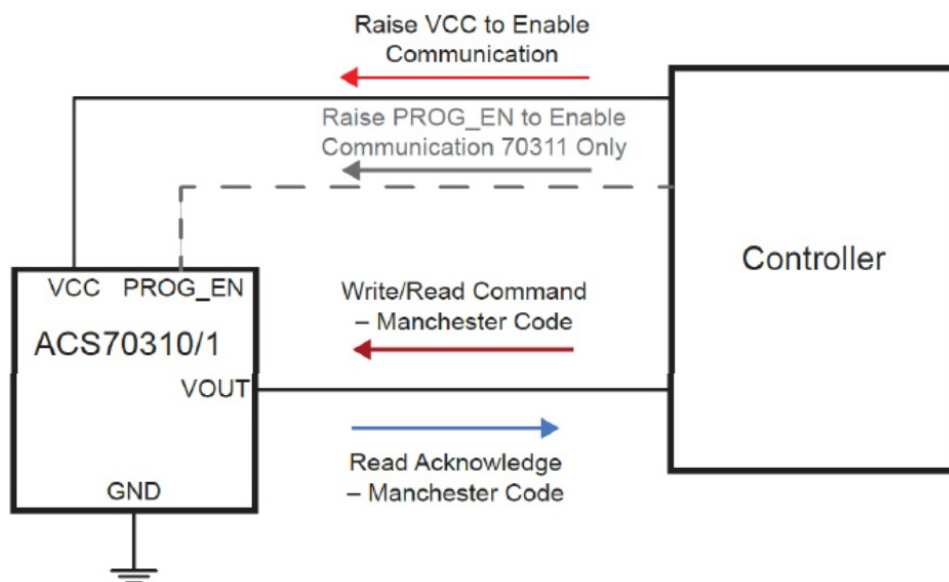 Raise VCC to Enable
Communication
Raise PROG_EN to Enable
Communication 70311 Only
Controller
VCC PROG_EN
ACS70310/1
VOUT
GND
Write/Read Command
– Manchester Code
Read Acknowledge
– Manchester Code